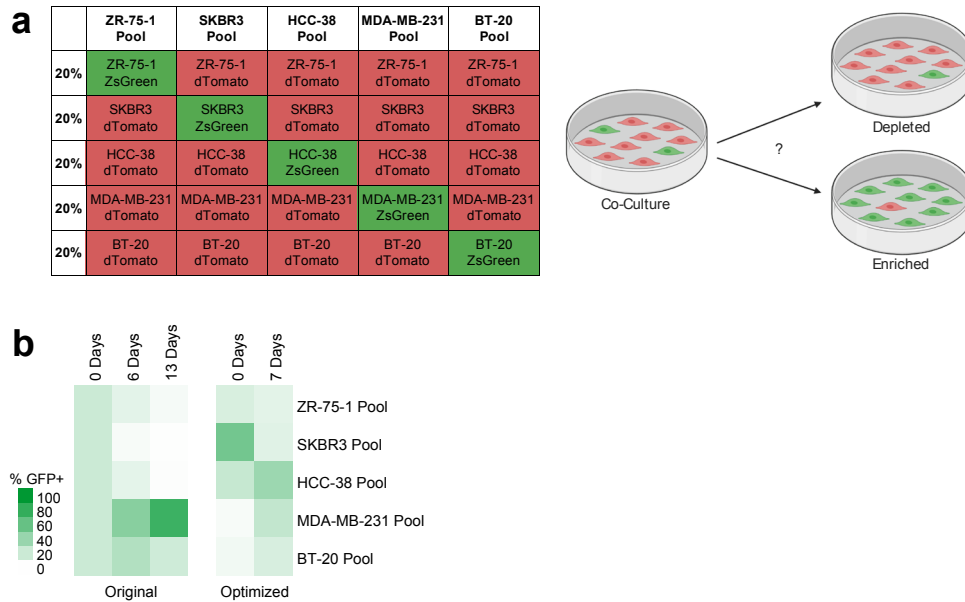 a
ZR-75-1 Pool
SKBR3 Pool
HCC-38 Pool
MDA-MB-231 Pool
BT-20 Pool
20%
ZR-75-1 ZsGreen
ZR-75-1 dTomato
ZR-75-1 dTomato
ZR-75-1 dTomato
ZR-75-1 dTomato
20%
SKBR3 dTomato
SKBR3 ZsGreen
SKBR3 dTomato
SKBR3 dTomato
SKBR3 dTomato
20%
HCC-38 dTomato
HCC-38 dTomato
HCC-38 ZsGreen
HCC-38 dTomato
HCC-38 dTomato
20%
MDA-MB-231 dTomato
MDA-MB-231 dTomato
MDA-MB-231 dTomato
MDA-MB-231 ZsGreen
MDA-MB-231 dTomato
20%
BT-20 dTomato
BT-20 dTomato
BT-20 dTomato
BT-20 dTomato
BT-20 ZsGreen
Co-Culture
?
Depleted
Enriched
b
0 Days
6 Days
13 Days
0 Days
7 Days
ZR-75-1 Pool
SKBR3 Pool
HCC-38 Pool
MDA-MB-231 Pool
BT-20 Pool
% GFP+
100
80
60
40
20
0
Original
Optimized